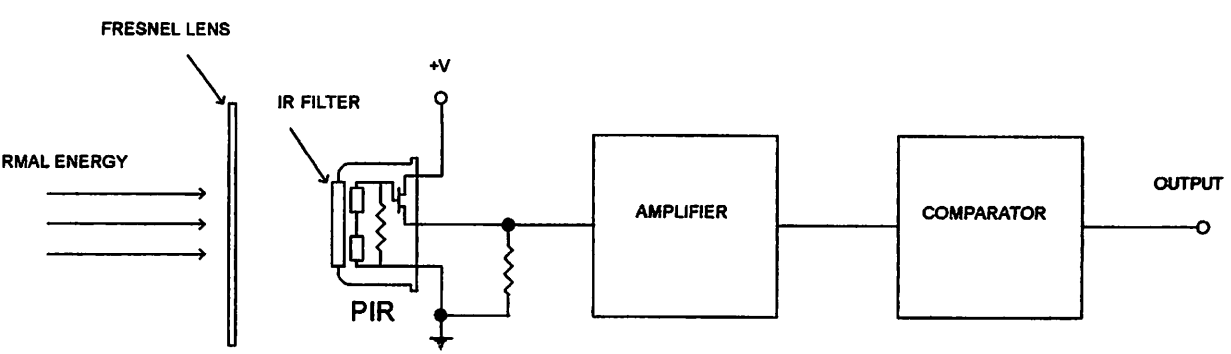 FRESNEL LENS
+V
IR FILTER
RMAL ENERGY
OUTPUT
AMPLIFIER
COMPARATOR
PIR